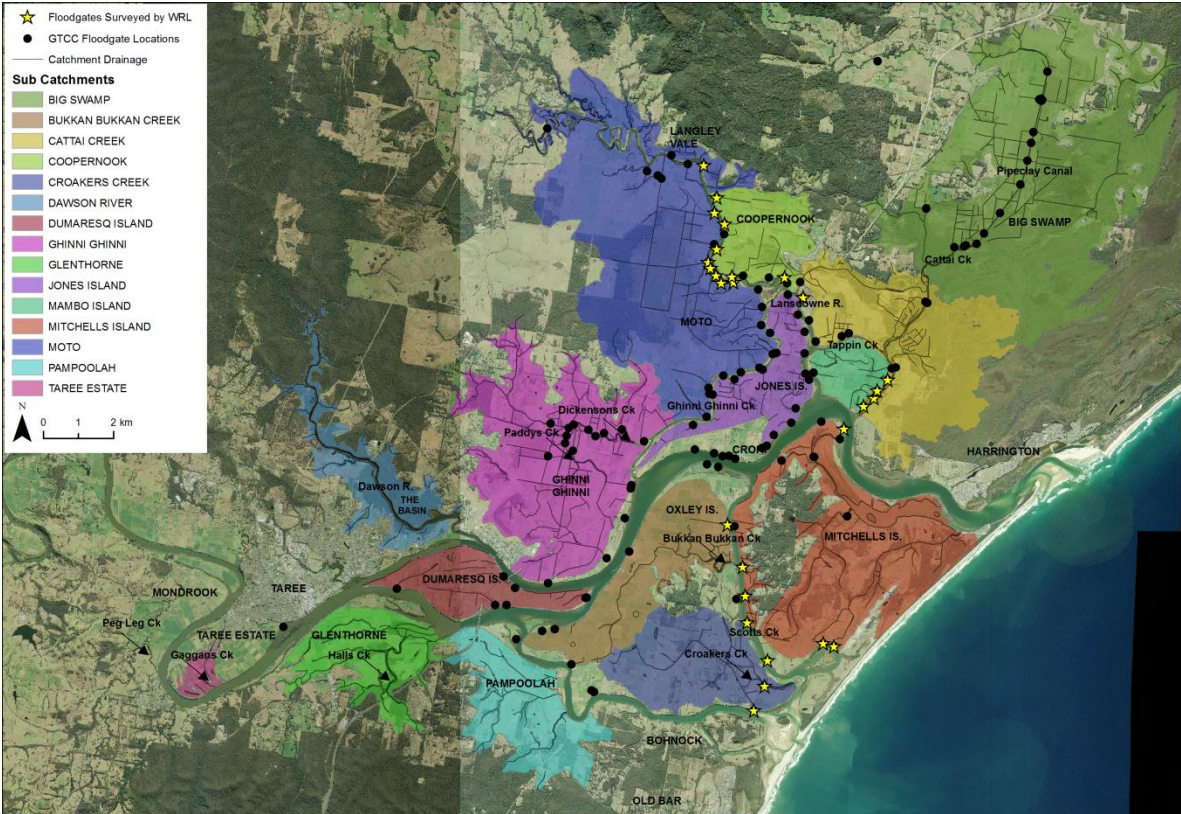 Floodgates Surveyed by WRL
GTCC Floodgate Locations
Catchment Drainage
Sub Catchments
BIG SWAMP
BUKKAN BUKKAN CREEK
CATTAI CREEK
COOPERNOOK
CROAKERS CREEK
DAWSON RIVER
DUMARESQ ISLAND
GHINNI GHINNI
GLENTHORNE
JONES ISLAND
MAMBO ISLAND
MITCHELLS ISLAND
MOTO
PAMPOOLAH
TAREE ESTATE
N
0 1 2 km
LANGLEY
VALE
Pipeclay Canal
COOPERNOOK
BIG SWAMP
Cattai Ck
Lansdowne R.
MOTO
Tappin Ck
JONES IS.
Ghinni Ghinni Ck
Dickensons Ck
Paddys Ck
CROKI
HARRINGTON
GHINNI
GHINNI
Dawson R.
THE
BASIN
OXLEY IS.
Bukkan Bukkan Ck
MITCHELLS IS.
DUMARESQ IS.
TAREE
MONDROOK
Peg Leg Ck
TAREE ESTATE
GLENTHORNE
Scotts Ck
Gaggans Ck
Halls Ck
Croakers Ck
PAMPOOLAH
BOHNOCK
OLD BAR